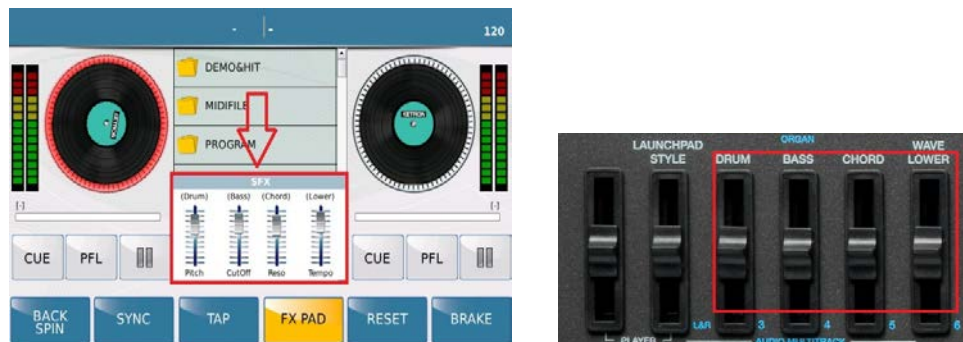 - -
120
DEMO&HIT
MIDIFILE
PROGRAM
KETRON
SFX
(Drum) (Bass) (Chord) (Lower)
Pitch CutOff Reso Tempo
[-]
[-]
CUE PFL
CUE PFL
BACK SPIN
SYNC
TAP
FX PAD
RESET
BRAKE
ORGAN
LAUNCHPAD STYLE
DRUM
BASS
CHORD
WAVE LOWER
L&R 3 4 5 6
PLAYER
AUDIO MULTITRACK